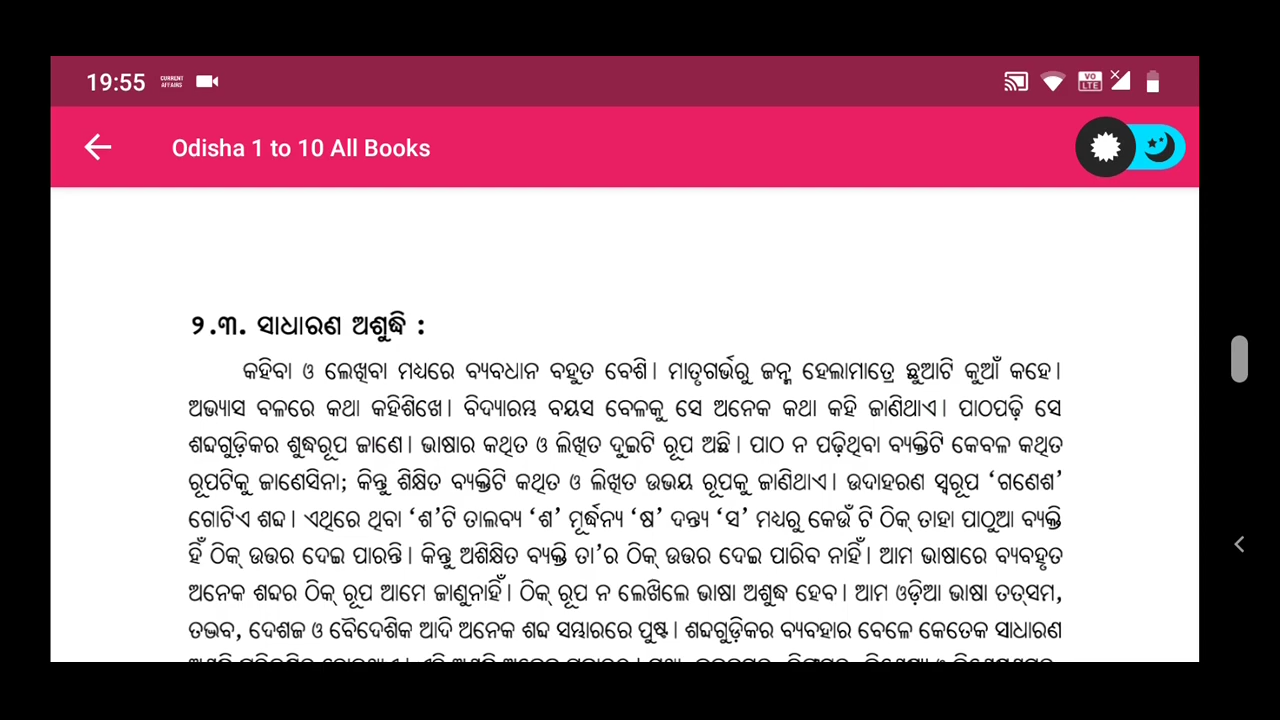 19:55 CURRENT AFFAIRS VO LTE
Odisha 1 to 10 All Books
୨.୩. ସାଧାରଣ ଅଶୁଦ୍ଧି :
କହିବା ଓ ଲେଖିବା ମଧ୍ୟରେ ବ୍ୟବଧାନ ବହୁତ ବେଶି। ମାତୃଗର୍ଭରୁ ଜନ୍ମ ହେଲାମାତ୍ରେ ଛୁଆଟି କୁଆଁ କହେ।
ଅଭ୍ୟାସ ବଳରେ କଥା କହିଶିଖେ। ବିଦ୍ୟାରମ୍ଭ ବୟସ ବେଳକୁ ସେ ଅନେକ କଥା କହି ଜାଣିଥାଏ। ପାଠପଢ଼ି ସେ
ଶବ୍ଦଗୁଡ଼ିକର ଶୁଦ୍ଧରୂପ ଜାଣେ। ଭାଷାର କଥିତ ଓ ଲିଖିତ ଦୁଇଟି ରୂପ ଅଛି। ପାଠ ନ ପଢ଼ିଥିବା ବ୍ୟକ୍ତିଟି କେବଳ କଥିତ
ରୂପଟିକୁ ଜାଣେସିନା; କିନ୍ତୁ ଶିକ୍ଷିତ ବ୍ୟକ୍ତିଟି କଥିତ ଓ ଲିଖିତ ଉଭୟ ରୂପକୁ ଜାଣିଥାଏ। ଉଦାହରଣ ସ୍ୱରୂପ ‘ଗଣେଶ’
ଗୋଟିଏ ଶବ୍ଦ। ଏଥିରେ ଥିବା ‘ଶ’ଟି ତାଲବ୍ୟ ‘ଶ’ ମୂର୍ଦ୍ଧନ୍ୟ ‘ଷ’ ଦନ୍ତ୍ୟ ‘ସ’ ମଧ୍ୟରୁ କେଉଁ ଟି ଠିକ୍ ତାହା ପାଠୁଆ ବ୍ୟକ୍ତି
ହିଁ ଠିକ୍ ଉତ୍ତର ଦେଇ ପାରନ୍ତି। କିନ୍ତୁ ଅଶିକ୍ଷିତ ବ୍ୟକ୍ତି ତା’ର ଠିକ୍ ଉତ୍ତର ଦେଇ ପାରିବ ନାହିଁ। ଆମ ଭାଷାରେ ବ୍ୟବହୃତ
ଅନେକ ଶବ୍ଦର ଠିକ୍ ରୂପ ଆମେ ଜାଣୁନାହିଁ। ଠିକ୍ ରୂପ ନ ଲେଖିଲେ ଭାଷା ଅଶୁଦ୍ଧ ହେବ। ଆମ ଓଡ଼ିଆ ଭାଷା ତତ୍‌ସମ,
ତଦ୍ଭବ, ଦେଶଜ ଓ ବୈଦେଶିକ ଆଦି ଅନେକ ଶବ୍ଦ ସମ୍ଭାରରେ ପୁଷ୍ଟ। ଶବ୍ଦଗୁଡ଼ିକର ବ୍ୟବହାର ବେଳେ କେତେକ ସାଧାରଣ